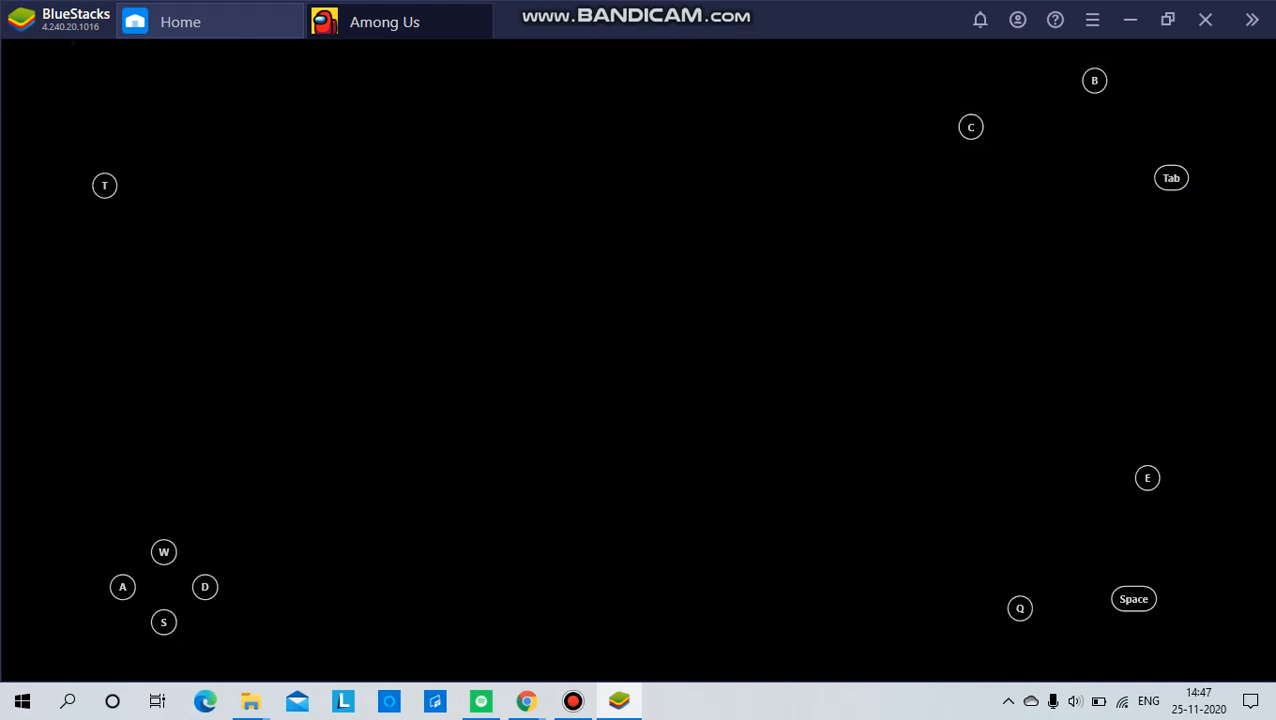 BlueStacks
4.240.20.1016
Home
Among Us
www.BANDICAM.com
B
C
Tab
T
E
W
A
D
S
Q
Space
L
ENG
14:47
25-11-2020